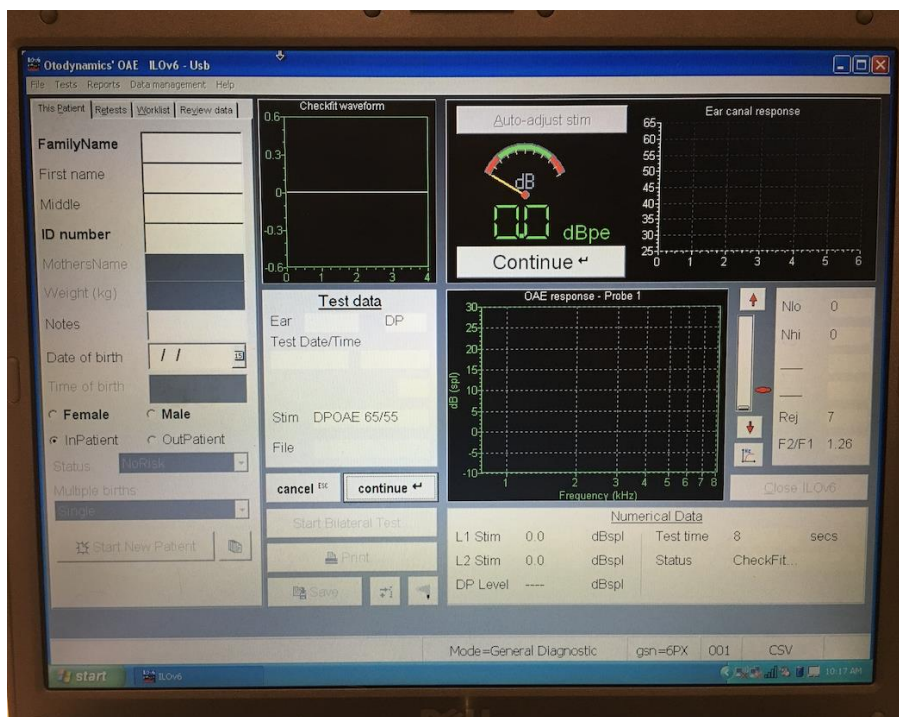 Otodynamics' OAE ILOv6 - Usb
File Tests Reports Data management Help
This Patient Retests Worklist Review data
FamilyName
First name
Middle
ID number
MothersName
Weight (kg)
Notes
Date of birth / / 15
Time of birth
Female Male
InPatient OutPatient
Status NoRisk
Multiple births
Single
Start New Patient
Checkfit waveform
0.6
0.3
0
-0.3
-0.6
0 1 2 3 4
Test data
Ear DP
Test Date/Time
Stim DPOAE 65/55
File
cancel Esc continue ↵
Start Bilateral Test...
Print...
Save
Auto-adjust stim
dB
0.0 dBpe
Continue ↵
Ear canal response
65
60
55
50
45
40
35
30
25
0 1 2 3 4 5 6
OAE response - Probe 1
dB (spl)
30
25
20
15
10
5
0
-5
-10
1 2 3 4 5 6 7 8
Frequency (kHz)
Nlo 0
Nhi 0
Rej 7
F2/F1 1.26
Close ILOv6
Numerical Data
L1 Stim 0.0 dBspl Test time 8 secs
L2 Stim 0.0 dBspl Status CheckFit...
DP Level ---- dBspl
Mode=General Diagnostic gsn=6PX 001 CSV
start ILOv6 10:17 AM
DELL